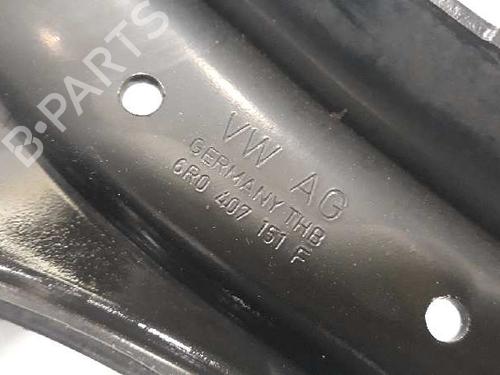 B-PARTS
VW AG
GERMANY THB
6R0 407 151 F